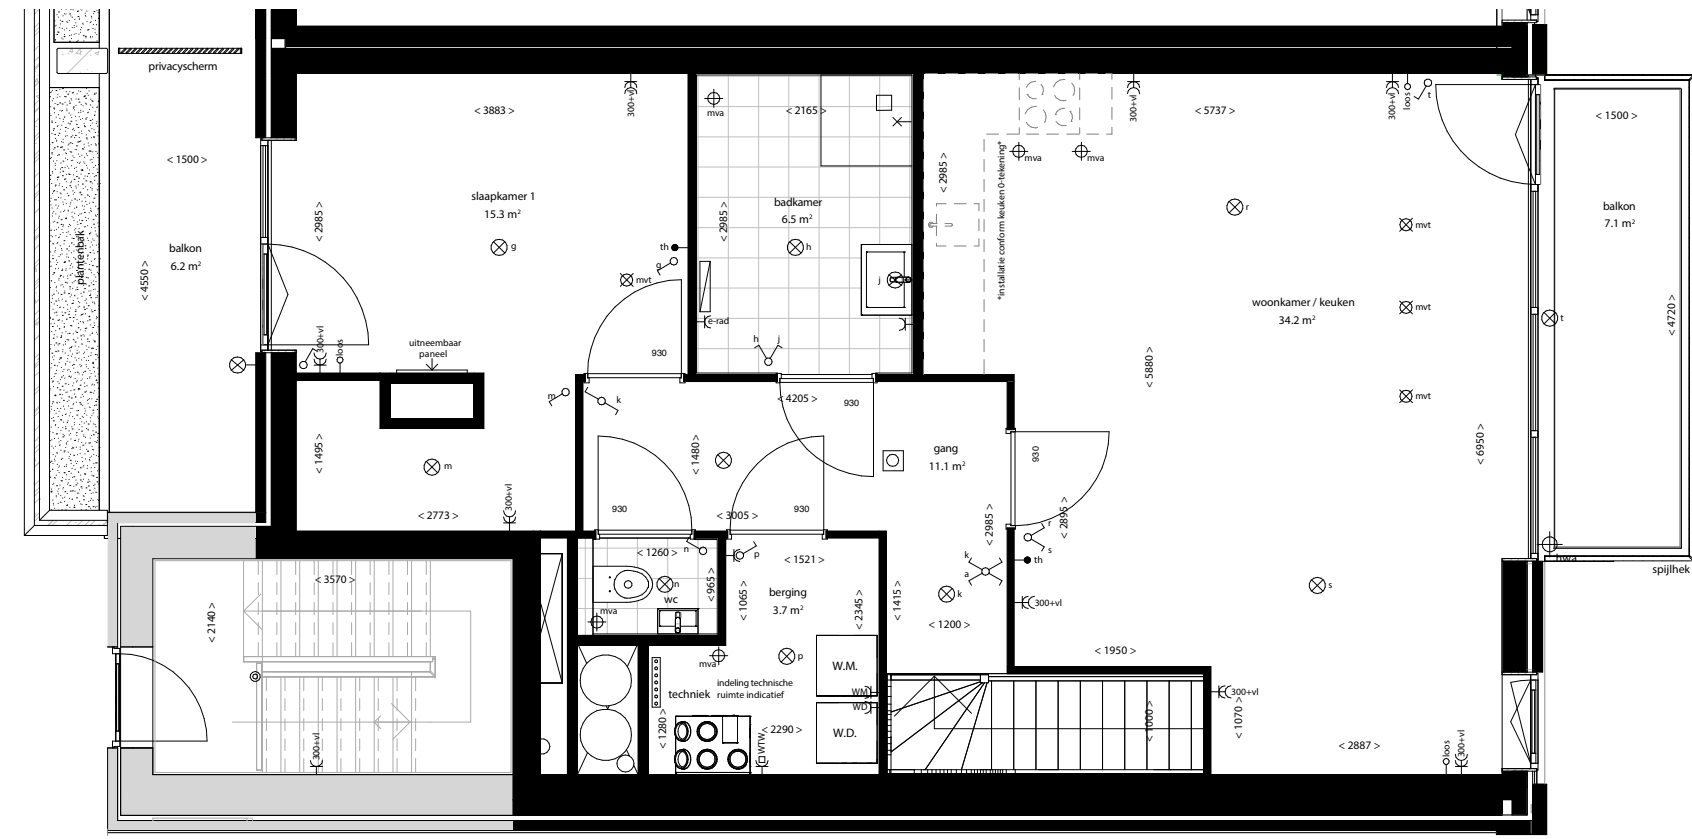 privacyscherm
< 1500 >
balkon
6.2 m²
< 4550 >
plantenbak
< 3883 >
300+vl
slaapkamer 1
15.3 m²
g
< 2985 >
th
g
mvt
300+vl
loos
uitneembaar
paneel
930
m
k
< 1495 >
m
< 2773 >
300+vl
mva
< 2165 >
badkamer
6.5 m²
h
< 2985 >
j
e-rad
h
j
< 4205 >
930
< 1480 >
gang
11.1 m²
930
930
< 3005 >
< 2985 >
k
a
k
< 1415 >
< 1200 >
n
< 1260 >
n
wc
mva
< 965 >
p
< 1521 >
berging
3.7 m²
< 1065 >
< 2345 >
mva
p
W.M.
WM
WD
W.D.
techniek
indeling technische
ruimte indicatief
< 1280 >
< 2290 >
WTW
< 3570 >
< 2140 >
300+vl
< 1000 >
< 2985 >
*installatie conform keuken 0-tekening*
mva
mva
300+vl
< 5737 >
300+vl
loos
t
r
mvt
woonkamer / keuken
34.2 m²
mvt
< 5880 >
mvt
930
< 2895 >
r
s
th
300+vl
s
< 6950 >
< 1950 >
300+vl
< 1070 >
< 2887 >
loos
300+vl
< 1500 >
balkon
7.1 m²
t
< 4720 >
hwa
spijlhek